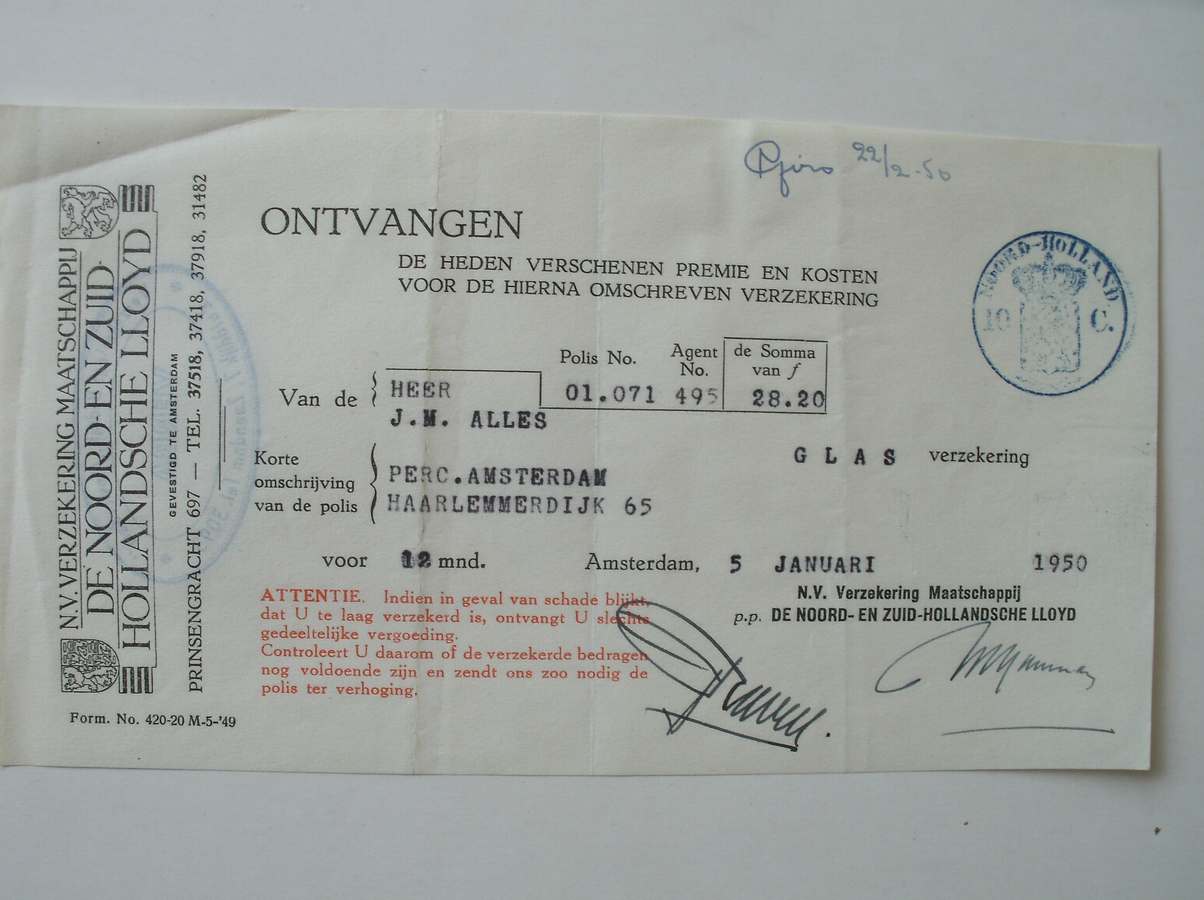 Pgiro 22/2-50
N.V. VERZEKERING MAATSCHAPPIJ
DE NOORD- EN ZUID-
HOLLANDSCHE LLOYD
GEVESTIGD TE AMSTERDAM
PRINSENGRACHT 697 — TEL. 37518, 37418, 37918, 31482
ONTVANGEN
DE HEDEN VERSCHENEN PREMIE EN KOSTEN
VOOR DE HIERNA OMSCHREVEN VERZEKERING
NOORD-HOLLAND
10 C.
Polis No. Agent No. de Somma van f
Van de HEER 01.071 495 28.20
J.M. ALLES
GLAS verzekering
Korte omschrijving van de polis
PERC.AMSTERDAM
HAARLEMMERDIJK 65
voor 12 mnd. Amsterdam, 5 JANUARI 1950
ATTENTIE. Indien in geval van schade blijkt,
dat U te laag verzekerd is, ontvangt U slechts
gedeeltelijke vergoeding.
Controleert U daarom of de verzekerde bedragen
nog voldoende zijn en zendt ons zoo nodig de
polis ter verhoging.
N.V. Verzekering Maatschappij
p.p. DE NOORD- EN ZUID-HOLLANDSCHE LLOYD
Form. No. 420-20 M-5-'49